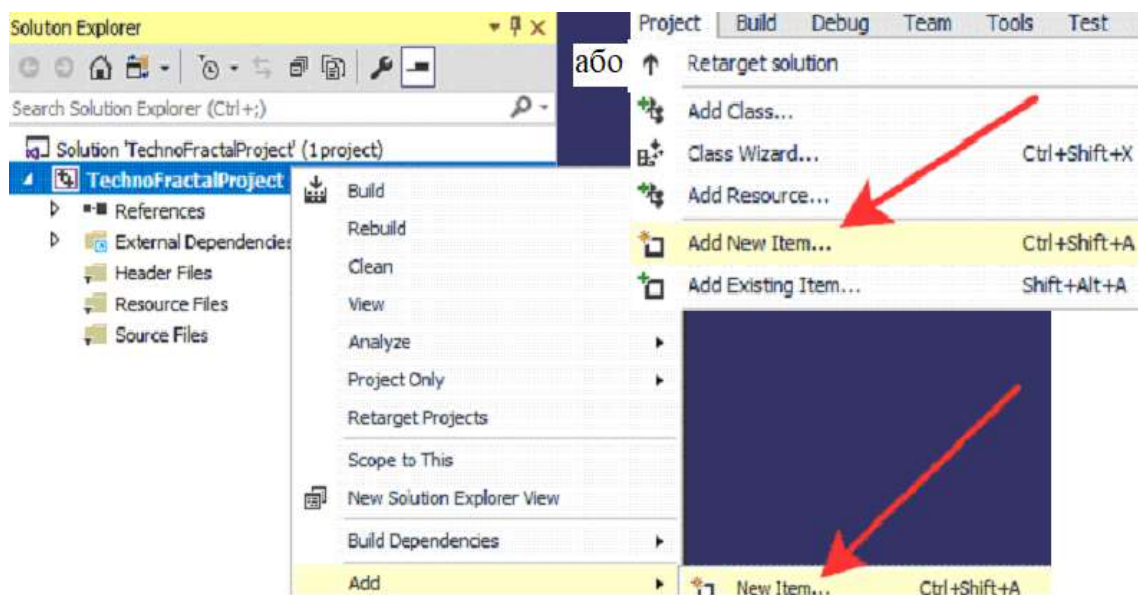 Soluton Explorer
Search Solution Explorer (Ctrl+;)
Solution 'TechnoFractalProject' (1 project)
TechnoFractalProject
References
External Dependencies
Header Files
Resource Files
Source Files
Build
Rebuild
Clean
View
Analyze
Project Only
Retarget Projects
Scope to This
New Solution Explorer View
Build Dependencies
Add
New Item... Ctrl+Shift+A
або
Project Build Debug Team Tools Test
Retarget solution
Add Class...
Class Wizard... Ctrl+Shift+X
Add Resource...
Add New Item... Ctrl+Shift+A
Add Existing Item... Shift+Alt+A